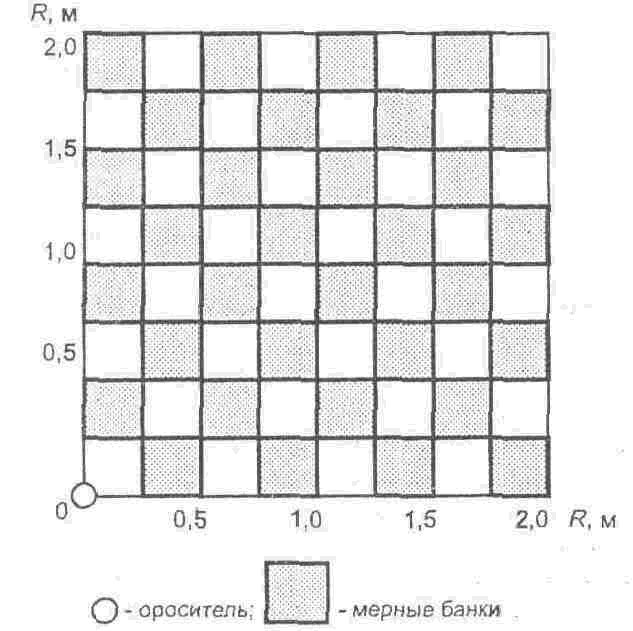 R, м
2,0
1,5
1,0
0,5
0
0,5 1,0 1,5 2,0 R, м
- ороситель; - мерные банки